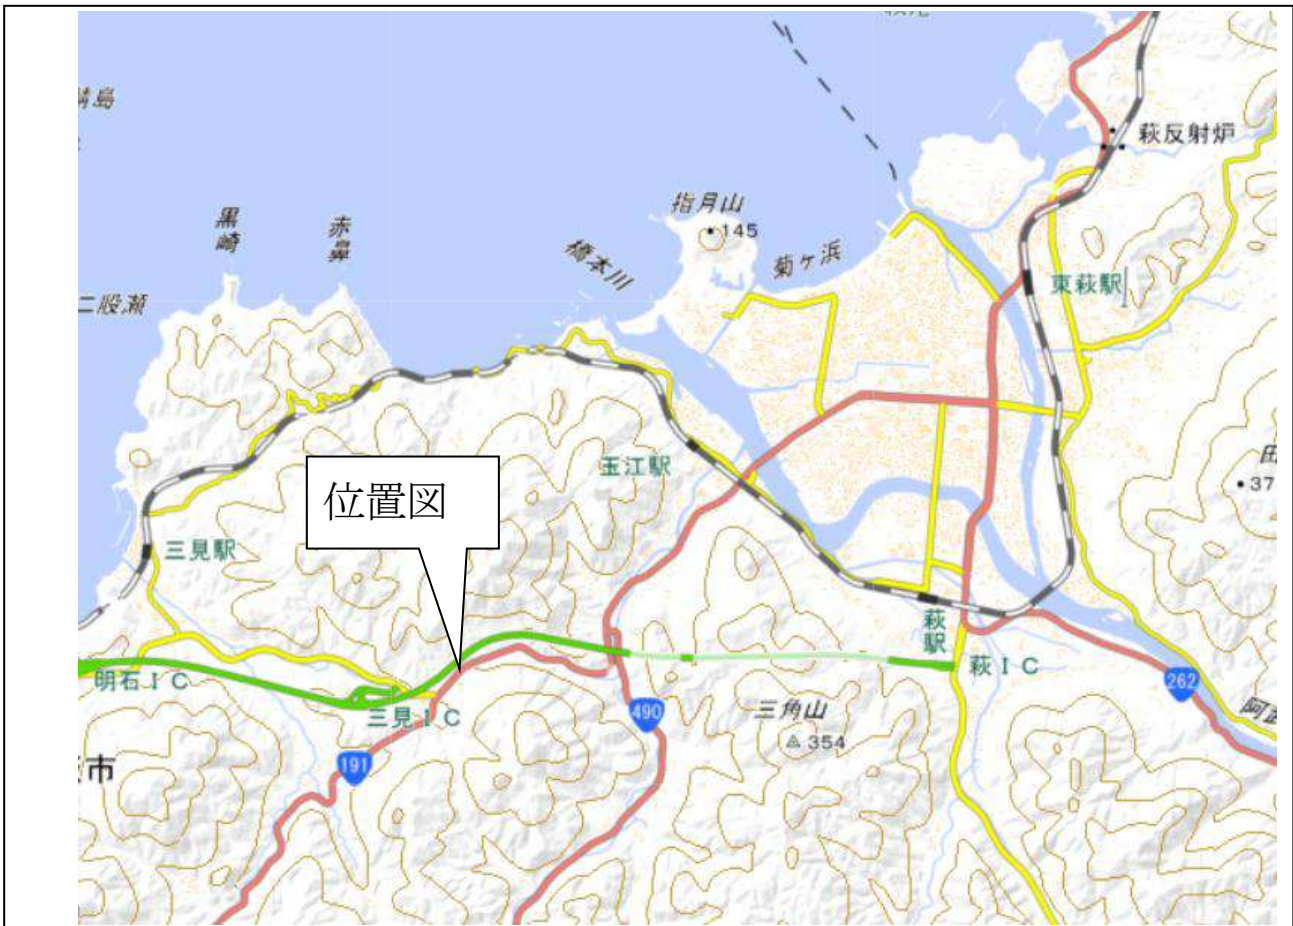 萩反射炉
指月山
145
黒崎
赤鼻
橋本川
菊ヶ浜
東萩駅
二股瀬
玉江駅
位置図
三見駅
37
萩駅
明石IC
三見IC
萩IC
262
490
三角山
354
191
市